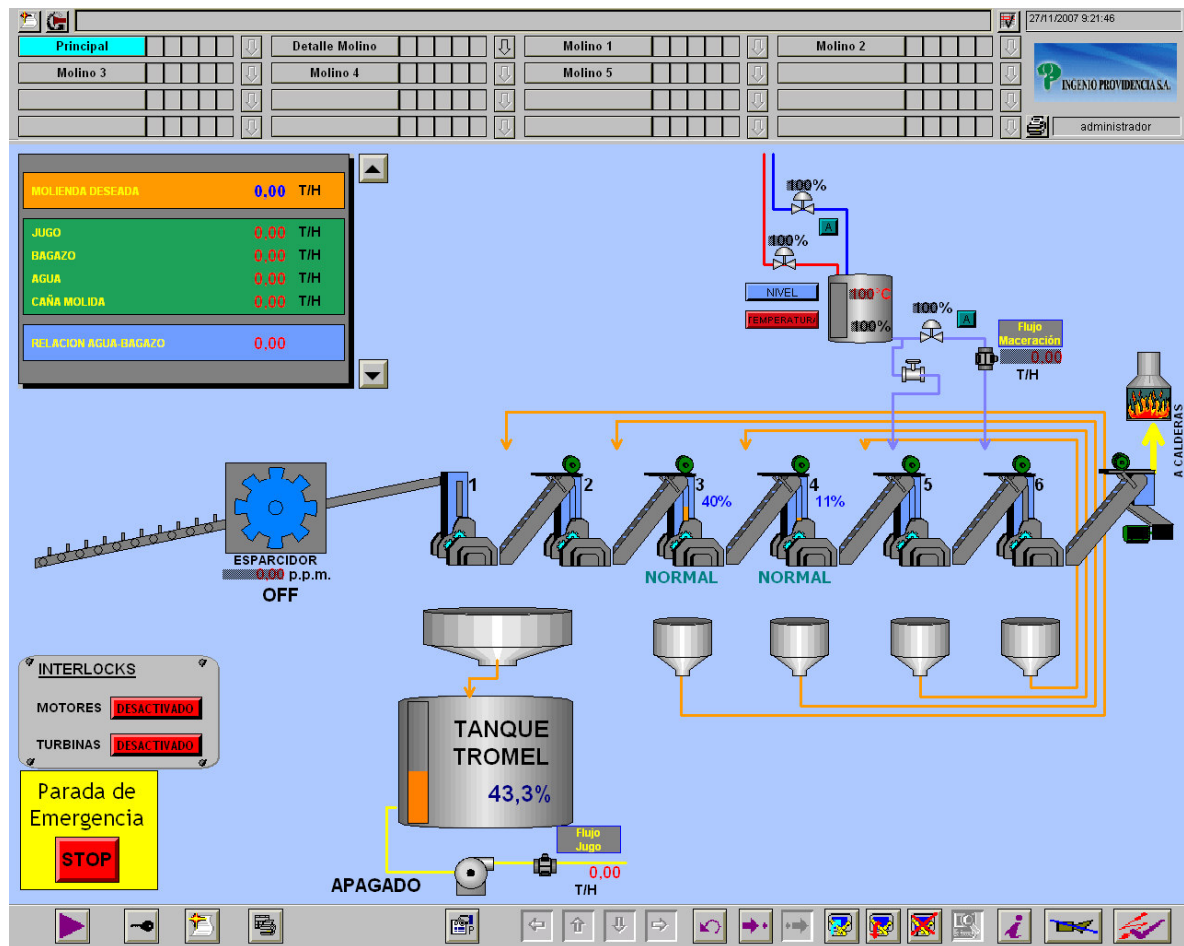 27/11/2007 9:21:46
Principal
Detalle Molino
Molino 1
Molino 2
Molino 3
Molino 4
Molino 5
INGENIO PROVIDENCIA S.A.
administrador
MOLIENDA DESEADA 0,00 T/H
JUGO 0,00 T/H
BAGAZO 0,00 T/H
AGUA 0,00 T/H
CAÑA MOLIDA 0,00 T/H
RELACION AGUA-BAGAZO 0,00
100%
A
100%
NIVEL
TEMPERATURA
100°C
100%
100%
A
Flujo
Maceración
0,00
T/H
A CALDERAS
1
2
3
4
5
6
40%
11%
NORMAL
NORMAL
ESPARCIDOR
0,00 p.p.m.
OFF
INTERLOCKS
MOTORES DESACTIVADO
TURBINAS DESACTIVADO
Parada de
Emergencia
STOP
TANQUE
TROMEL
43,3%
Flujo
Jugo
0,00
T/H
APAGADO